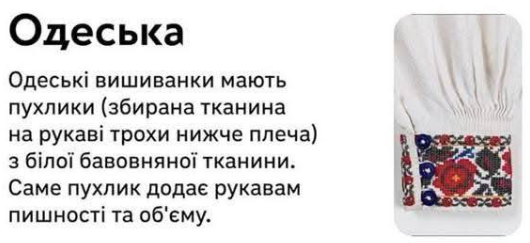 Одеська
Одеські вишиванки мають
пухлики (збирана тканина
на рукаві трохи нижче плеча)
з білої бавовняної тканини.
Саме пухлик додає рукавам
пишності та об'єму.